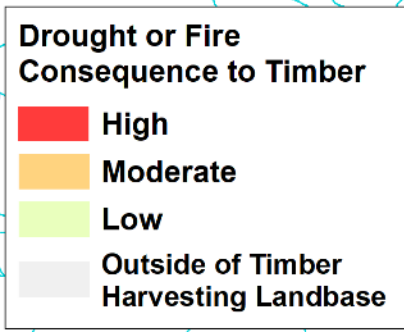 Drought or Fire
Consequence to Timber
High
Moderate
Low
Outside of Timber
Harvesting Landbase